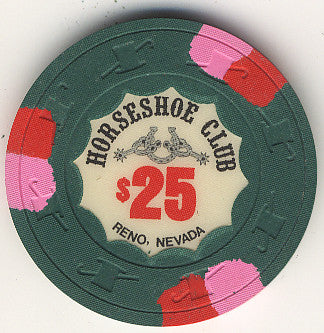 HORSESHOE CLUB
$25
RENO, NEVADA